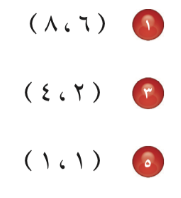 ١ (٦ ، ٨)
٣ (٢ ، ٤)
٥ (١ ، ١)